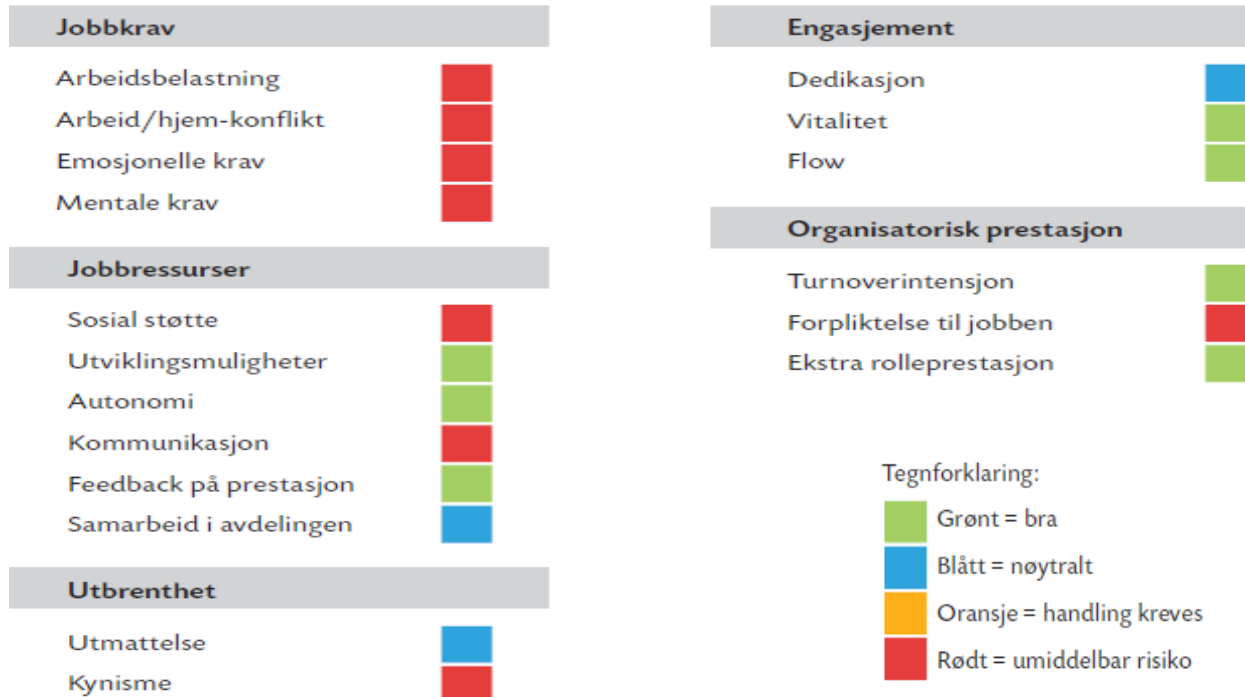 Jobbkrav
Arbeidsbelastning
Arbeid/hjem-konflikt
Emosjonelle krav
Mentale krav
Jobbressurser
Sosial støtte
Utviklingsmuligheter
Autonomi
Kommunikasjon
Feedback på prestasjon
Samarbeid i avdelingen
Utbrenthet
Utmattelse
Kynisme
Engasjement
Dedikasjon
Vitalitet
Flow
Organisatorisk prestasjon
Turnoverintensjon
Forpliktelse til jobben
Ekstra rolleprestasjon
Tegnforklaring:
Grønt = bra
Blått = nøytralt
Oransje = handling kreves
Rødt = umiddelbar risiko